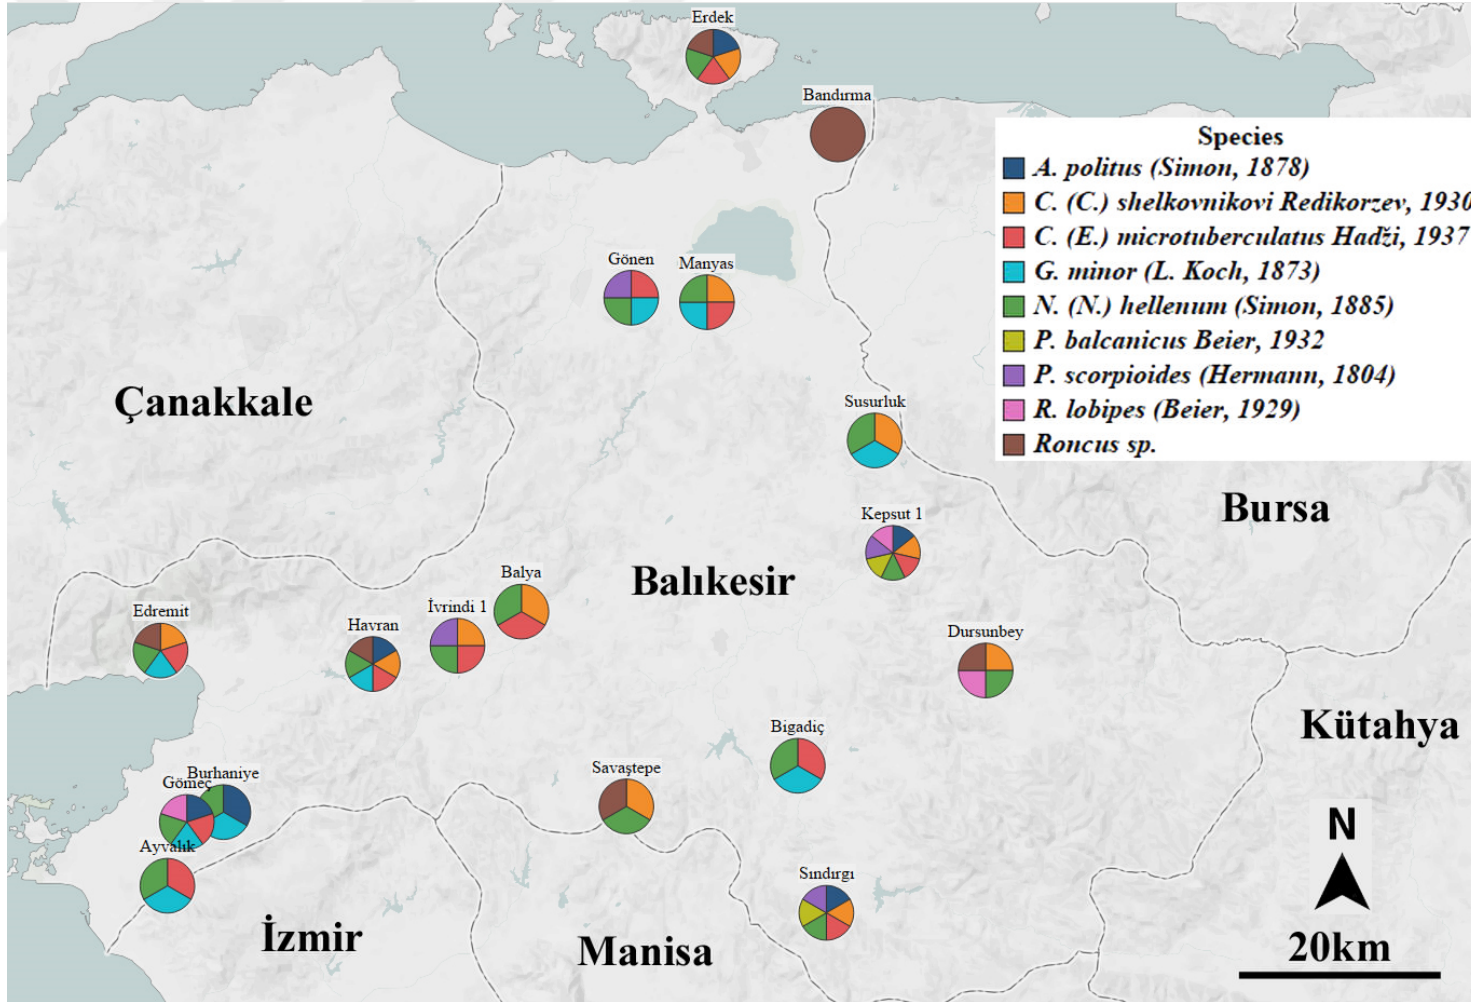 Erdek
Bandırma
Species
A. politus (Simon, 1878)
C. (C.) shelkovnikovi Redikorzev, 1930
C. (E.) microtuberculatus Hadži, 1937
G. minor (L. Koch, 1873)
N. (N.) hellenum (Simon, 1885)
P. balcanicus Beier, 1932
P. scorpioides (Hermann, 1804)
R. lobipes (Beier, 1929)
Roncus sp.
Gönen
Manyas
Çanakkale
Susurluk
Bursa
Kepsut 1
Balya
Balıkesir
Edremit
İvrindi 1
Havran
Dursunbey
Kütahya
Bigadiç
Savaştepe
Burhaniye
Gömeç
Ayvalık
Sındırgı
N
İzmir
Manisa
20km